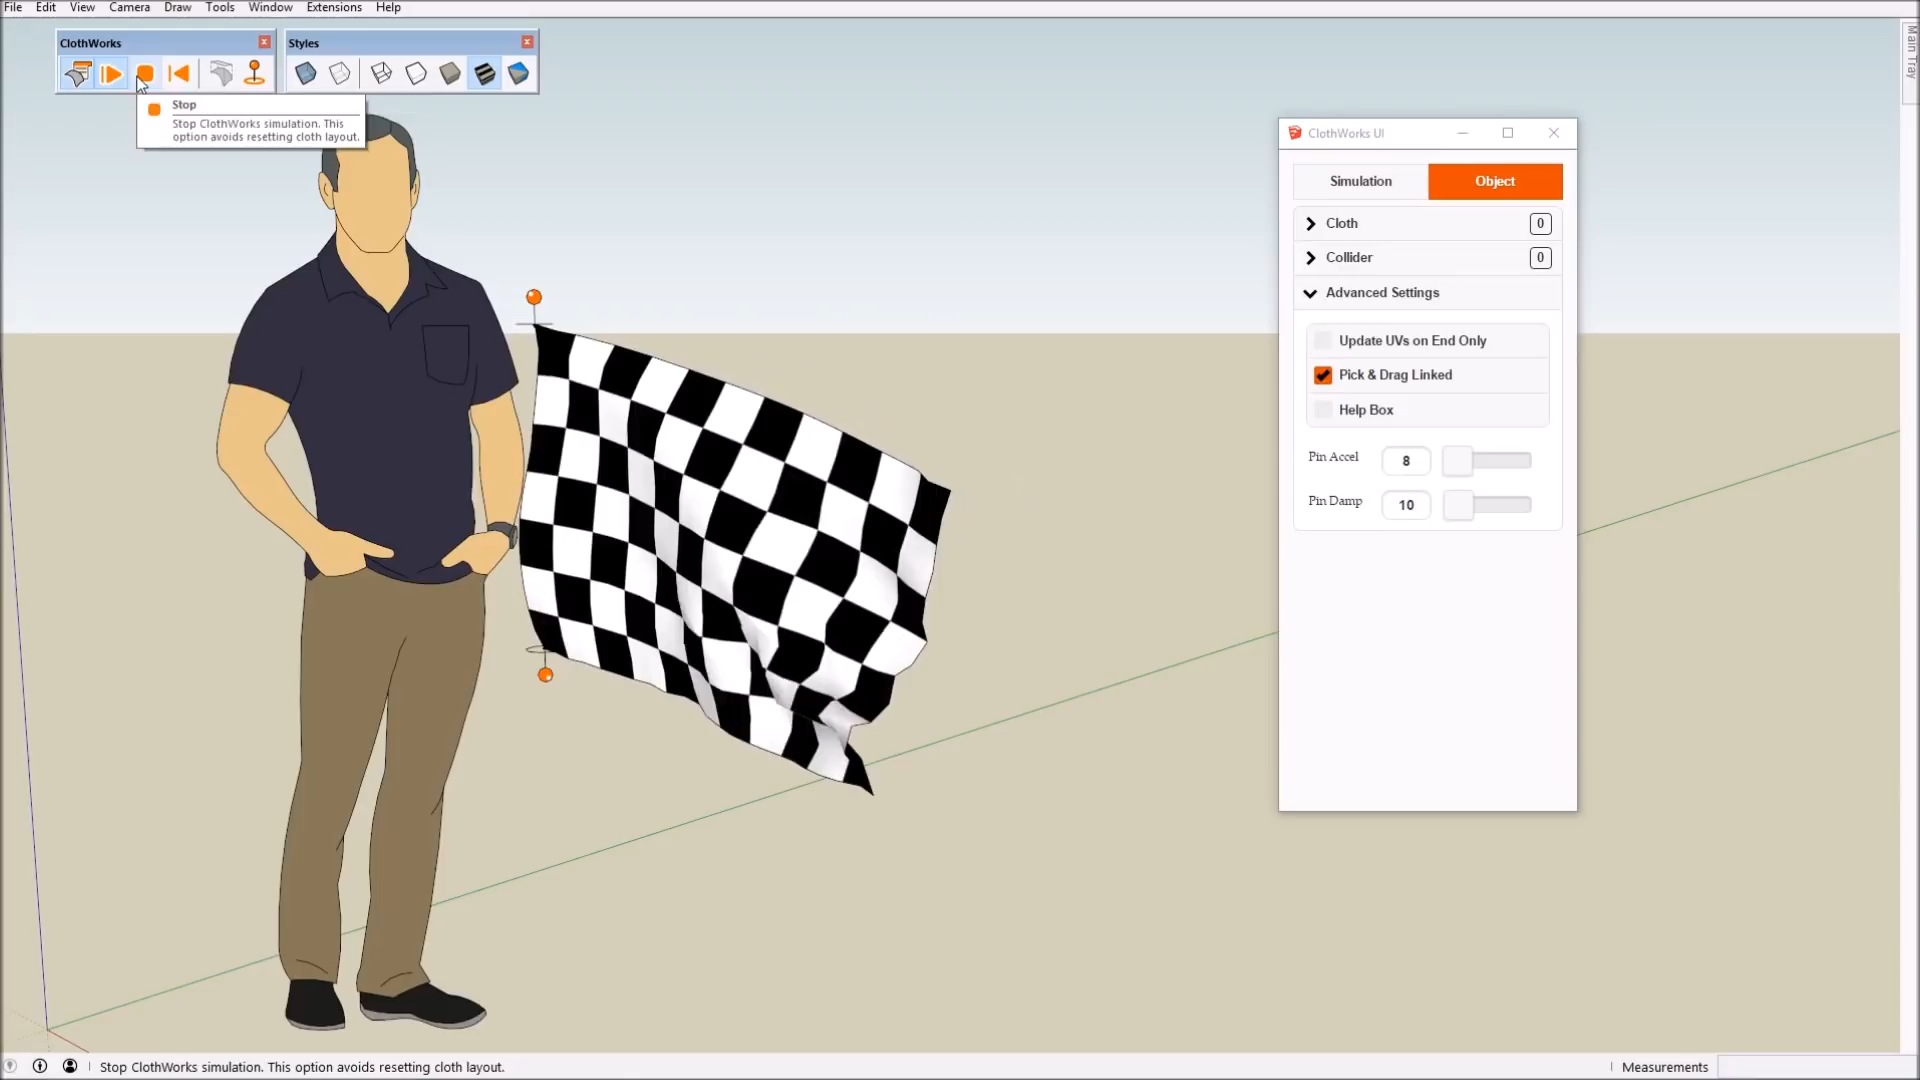 File Edit View Camera Draw Tools Window Extensions Help
ClothWorks
Styles
Stop
Stop ClothWorks simulation. This
option avoids resetting cloth layout.
Main Tray
ClothWorks UI
Simulation Object
Cloth 0
Collider 0
Advanced Settings
Update UVs on End Only
Pick & Drag Linked
Help Box
Pin Accel 8
Pin Damp 10
Stop ClothWorks simulation. This option avoids resetting cloth layout.
Measurements